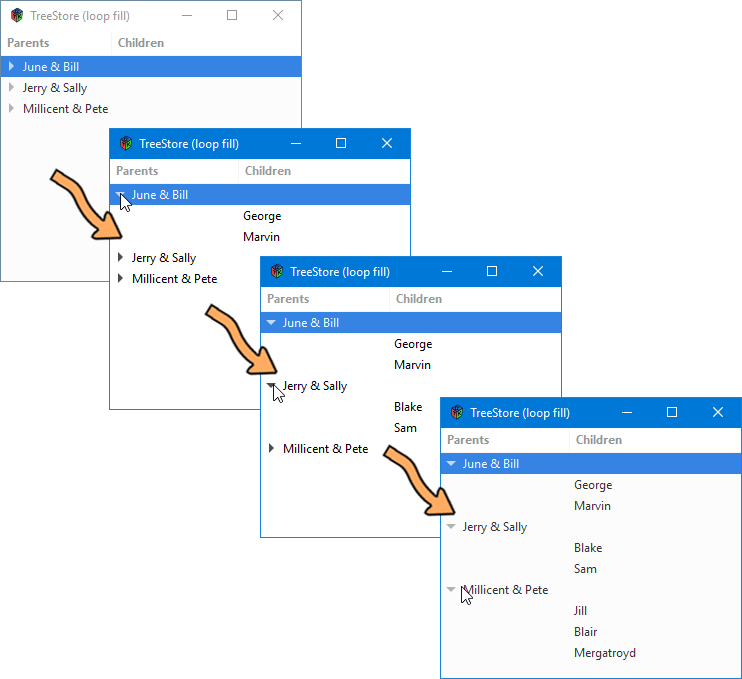 TreeStore (loop fill)
Parents Children
June & Bill
Jerry & Sally
Millicent & Pete
TreeStore (loop fill)
Parents Children
June & Bill
George
Marvin
Jerry & Sally
Millicent & Pete
TreeStore (loop fill)
Parents Children
June & Bill
George
Marvin
Jerry & Sally
Blake
Sam
Millicent & Pete
TreeStore (loop fill)
Parents Children
June & Bill
George
Marvin
Jerry & Sally
Blake
Sam
Millicent & Pete
Jill
Blair
Mergatroyd